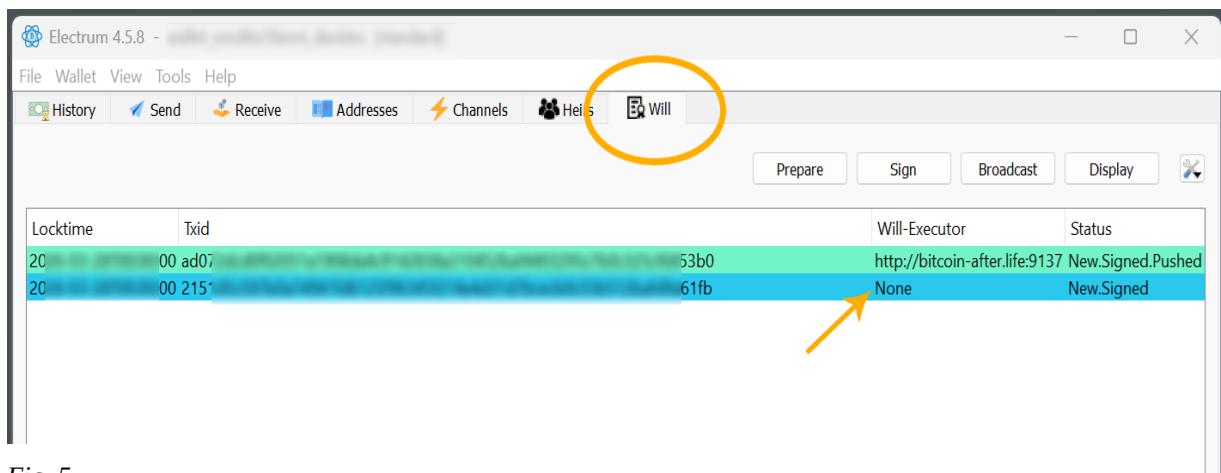 Electrum 4.5.8 -
File Wallet View Tools Help
History Send Receive Addresses Channels Heirs Will
Prepare Sign Broadcast Display
Locktime Txid Will-Executor Status
20 00 ad07 53b0 http://bitcoin-after.life:9137 New.Signed.Pushed
20 00 2151 61fb None New.Signed
Fig. 5